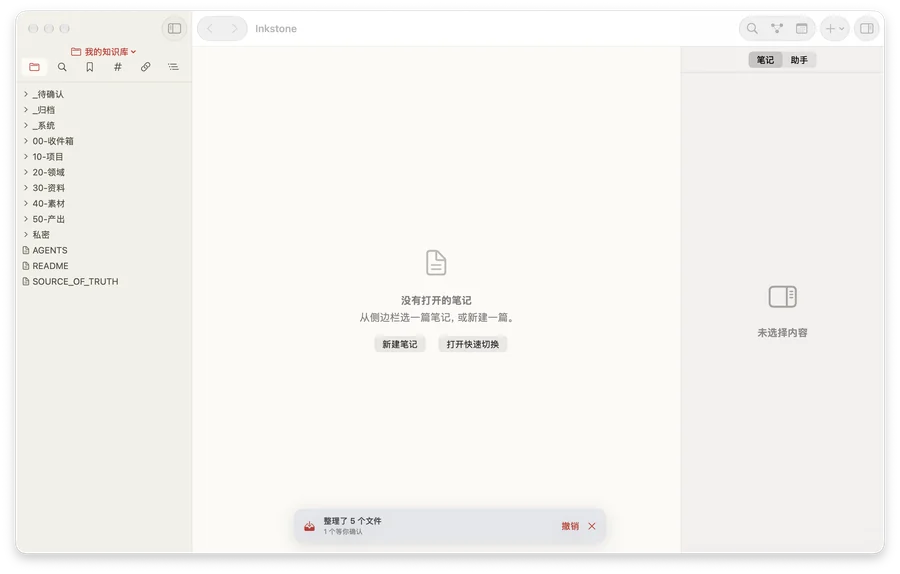 Inkstone
我的知识库
笔记
助手
_待确认
_归档
_系统
00-收件箱
10-项目
20-领域
30-资料
40-素材
50-产出
私密
AGENTS
README
SOURCE_OF_TRUTH
没有打开的笔记
从侧边栏选一篇笔记，或新建一篇。
新建笔记
打开快速切换
未选择内容
整理了 5 个文件
1 个等你确认
撤销